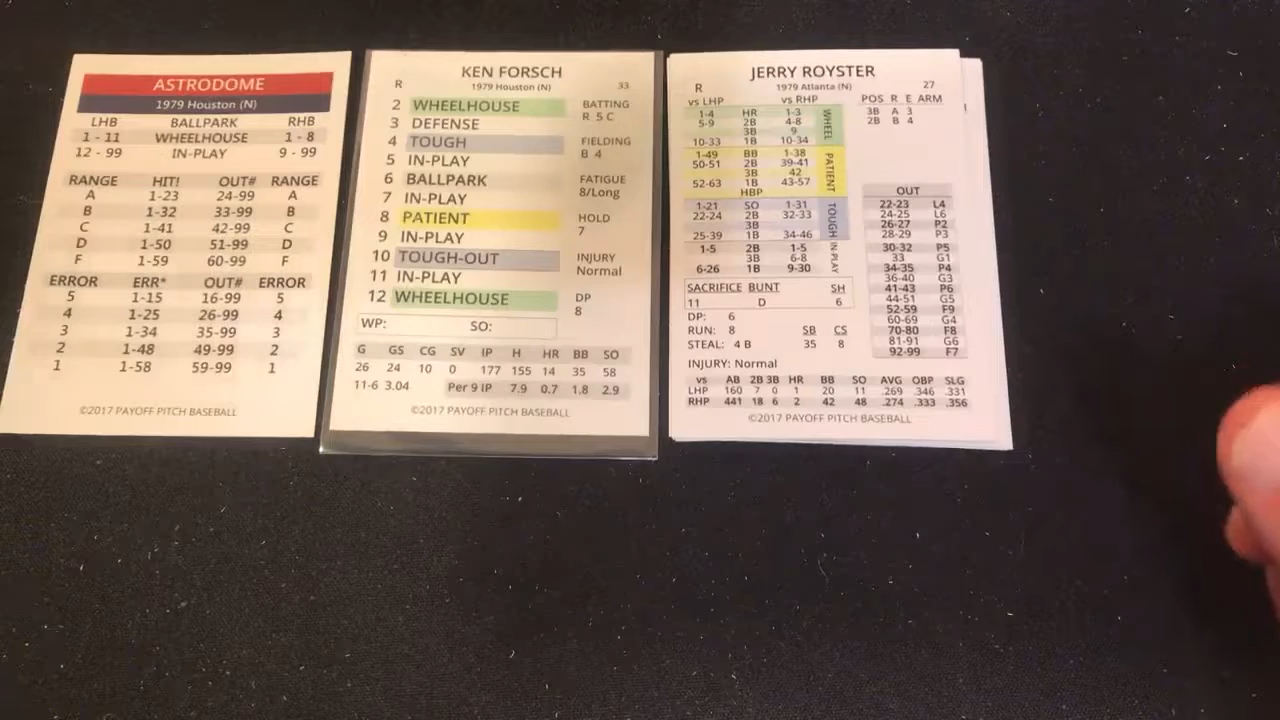 ASTRODOME
1979 Houston (N)
LHB BALLPARK RHB
1 - 11 WHEELHOUSE 1 - 8
12 - 99 IN-PLAY 9 - 99
RANGE HIT! OUT# RANGE
A 1-23 24-99 A
B 1-32 33-99 B
C 1-41 42-99 C
D 1-50 51-99 D
F 1-59 60-99 F
ERROR ERR* OUT# ERROR
5 1-15 16-99 5
4 1-25 26-99 4
3 1-34 35-99 3
2 1-48 49-99 2
1 1-58 59-99 1
©2017 PAYOFF PITCH BASEBALL
KEN FORSCH
R 1979 Houston (N) 33
2 WHEELHOUSE
3 DEFENSE
4 TOUGH
5 IN-PLAY
6 BALLPARK
7 IN-PLAY
8 PATIENT
9 IN-PLAY
10 TOUGH-OUT
11 IN-PLAY
12 WHEELHOUSE
BATTING
R 5 C
FIELDING
B 4
FATIGUE
8/Long
HOLD
7
INJURY
Normal
DP
8
WP: SO:
G GS CG SV IP H HR BB SO
26 24 10 0 177 155 14 35 58
11-6 3.04 Per 9 IP 7.9 0.7 1.8 2.9
©2017 PAYOFF PITCH BASEBALL
JERRY ROYSTER
R 1979 Atlanta (N) 27
vs LHP vs RHP
1-4 HR 1-3
5-9 2B 4-8
3B 9
10-33 1B 10-34
WHEEL
1-49 BB 1-38
50-51 2B 39-41
3B 42
52-63 1B 43-57
HBP
PATIENT
1-21 SO 1-31
22-24 2B 32-33
3B
25-39 1B 34-46
TOUGH
1-5 2B 1-5
3B 6-8
6-26 1B 9-30
IN-PLAY
POS R E ARM
3B A 3
2B B 4
OUT
22-23 L4
24-25 L6
26-27 P2
28-29 P3
30-32 P5
33 G1
34-35 P4
36-40 G3
41-43 P6
44-51 G5
52-59 F9
60-69 G4
70-80 F8
81-91 G6
92-99 F7
SACRIFICE BUNT SH
11 D 6
DP: 6
RUN: 8 SB CS
STEAL: 4 B 35 8
INJURY: Normal
vs AB 2B 3B HR BB SO AVG OBP SLG
LHP 160 7 0 1 20 11 .269 .346 .331
RHP 441 18 6 2 42 48 .274 .333 .356
©2017 PAYOFF PITCH BASEBALL